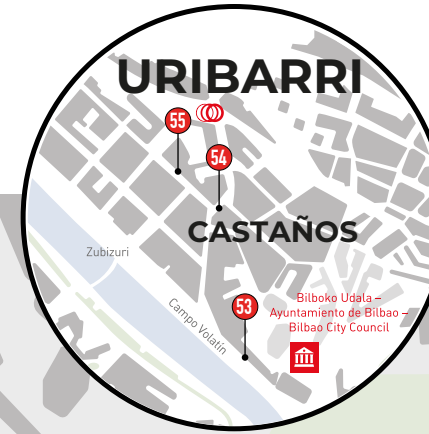 URIBARRI
55
54
CASTAÑOS
Zubizuri
53
Campo Volatín
Bilboko Udala –
Ayuntamiento de Bilbao –
Bilbao City Council